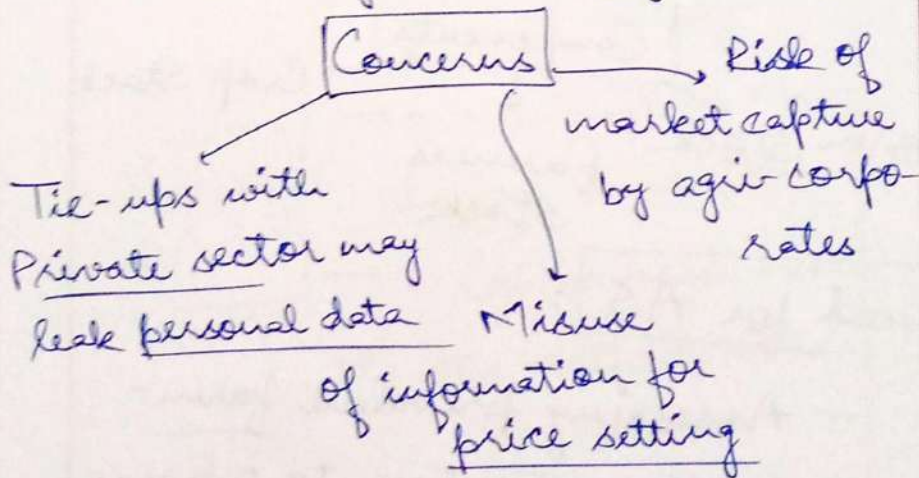 Concerns
Tie-ups with
Private sector may
leak personal data
Misuse
of information for
price setting
Risk of
market capture
by agri-corpo-
rates